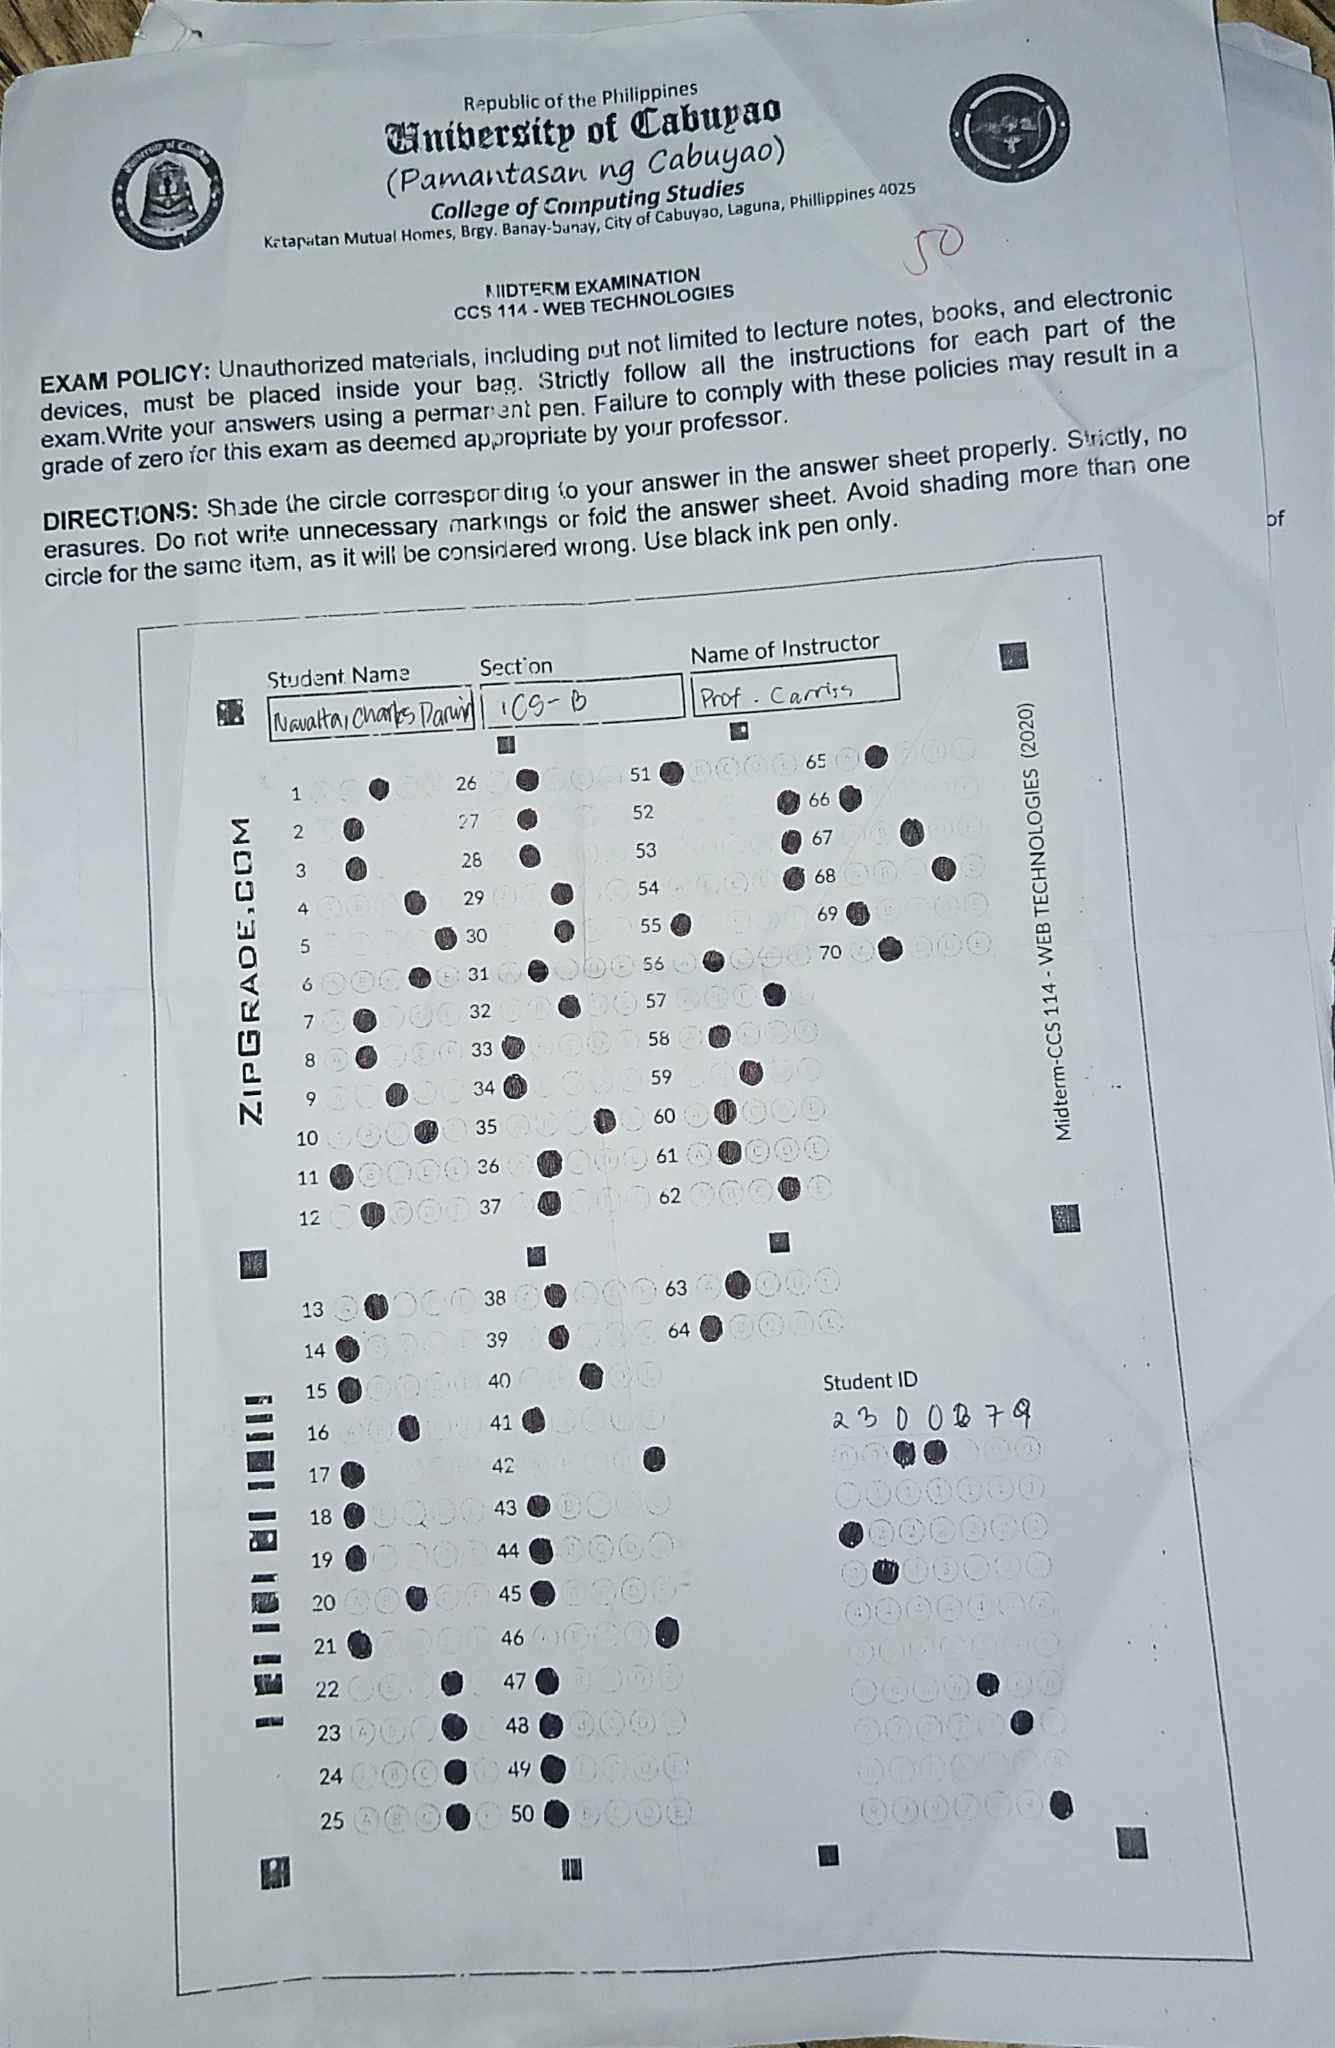 Republic of the Philippines
University of Cabuyao
(Pamantasan ng Cabuyao)
College of Computing Studies
Katapatan Mutual Homes, Brgy. Banay-banay, City of Cabuyao, Laguna, Phillippines 4025
50
MIDTERM EXAMINATION
CCS 114 - WEB TECHNOLOGIES
EXAM POLICY: Unauthorized materials, including but not limited to lecture notes, books, and electronic
devices, must be placed inside your bag. Strictly follow all the instructions for each part of the
exam.Write your answers using a permanent pen. Failure to comply with these policies may result in a
grade of zero for this exam as deemed appropriate by your professor.
DIRECTIONS: Shade the circle corresponding to your answer in the answer sheet properly. Strictly, no
erasures. Do not write unnecessary markings or fold the answer sheet. Avoid shading more than one
circle for the same item, as it will be considered wrong. Use black ink pen only.
of
Student Name Section Name of Instructor
Navalta, Charles Darwin 1CS-B Prof. Carriss
ZIPGRADE.COM
Midterm-CCS 114 - WEB TECHNOLOGIES (2020)
1 26 51 65
2 27 52 66
3 28 53 67
4 29 54 68
5 30 55 69
6 31 56 70
7 32 57
8 33 58
9 34 59
10 35 60
11 36 61
12 37 62
13 38 63
14 39 64
15 40
16 41
17 42
18 43
19 44
20 45
21 46
22 47
23 48
24 49
25 50
Student ID
2 3 0 0 7 9